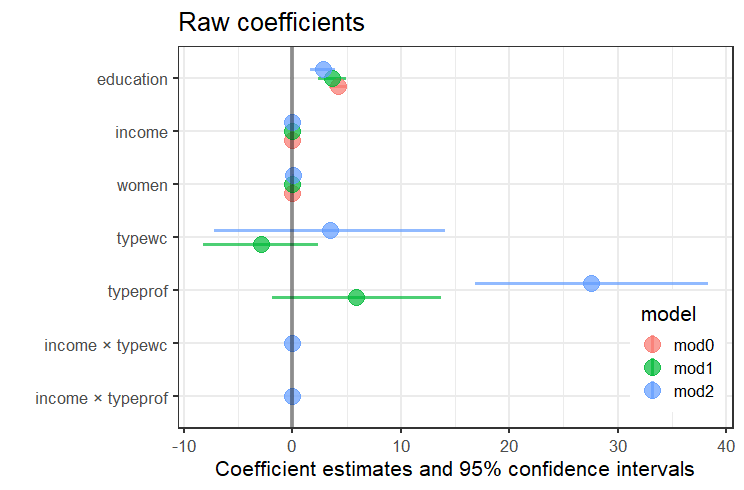 Raw coefficients
education
income
women
typewc
typeprof
income × typewc
income × typeprof
model
mod0
mod1
mod2
-10 0 10 20 30 40
Coefficient estimates and 95% confidence intervals